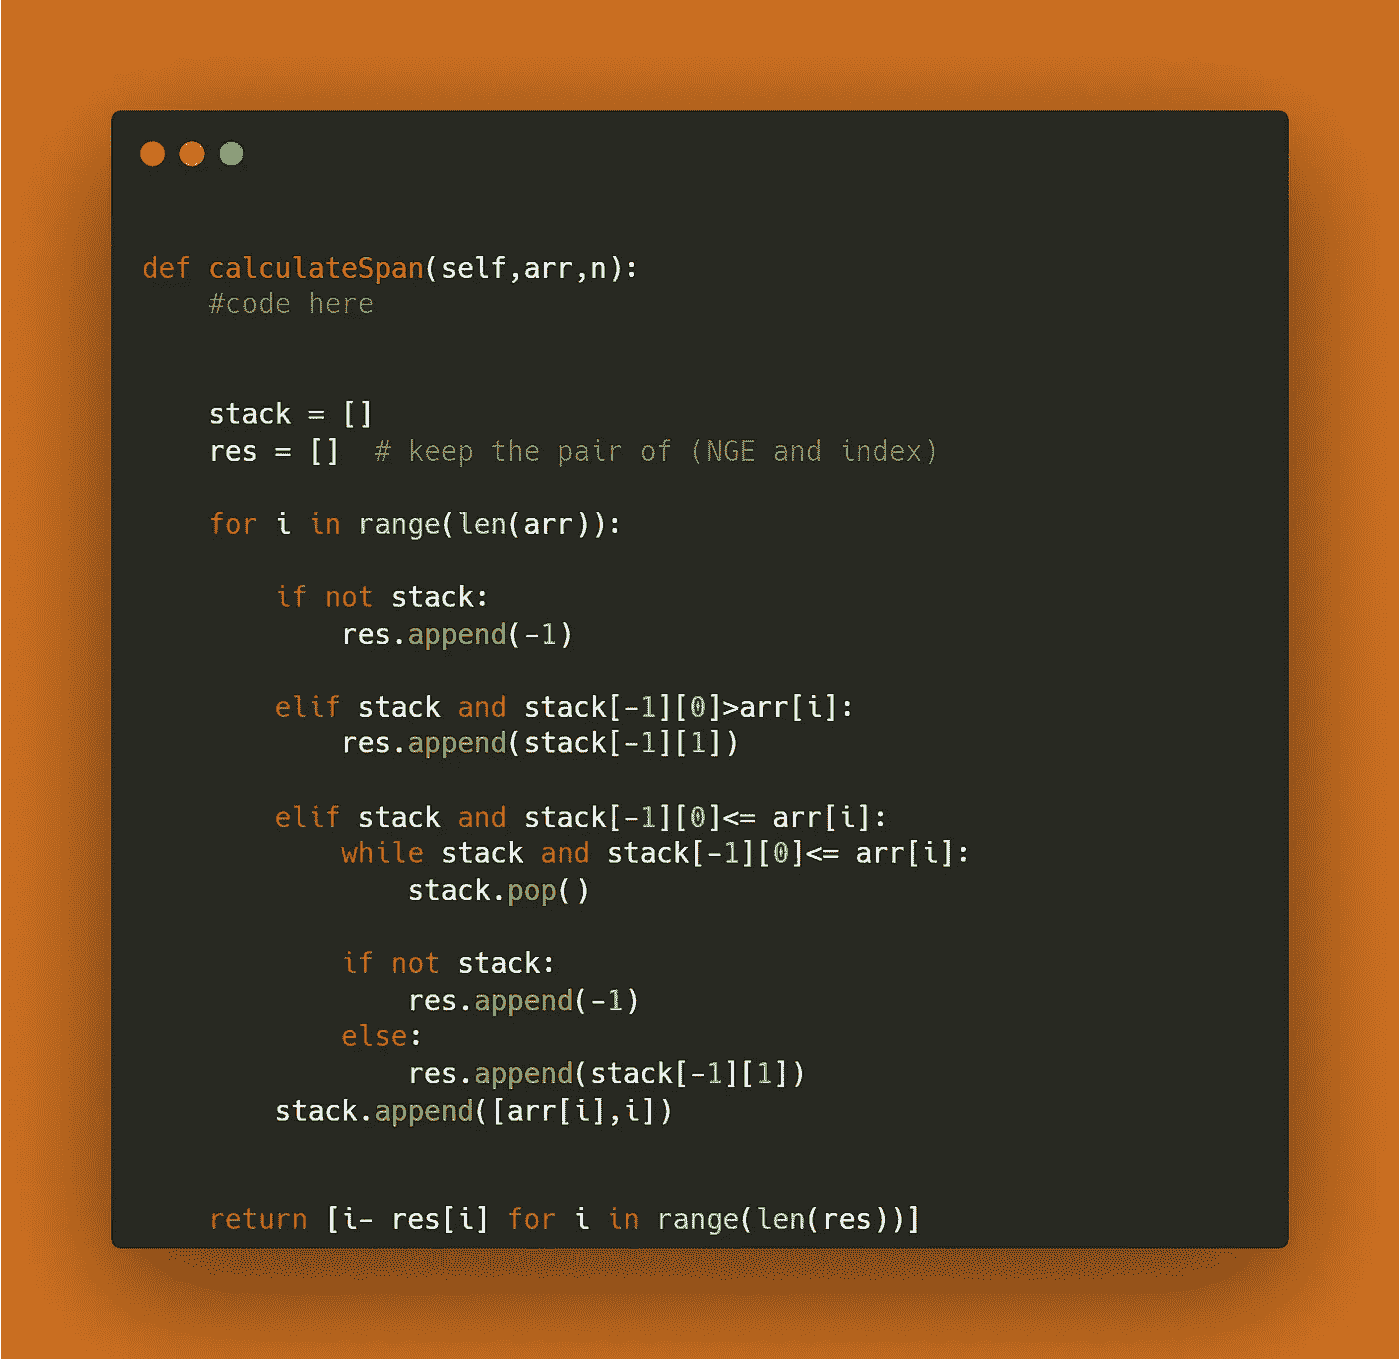 def calculateSpan(self,arr,n):
    #code here
    stack = []
    res = []  # keep the pair of (NGE and index)
    for i in range(len(arr)):
        if not stack:
            res.append(-1)
        elif stack and stack[-1][0]>arr[i]:
            res.append(stack[-1][1])
        elif stack and stack[-1][0]<= arr[i]:
            while stack and stack[-1][0]<= arr[i]:
                stack.pop()
            if not stack:
                res.append(-1)
            else:
                res.append(stack[-1][1])
        stack.append([arr[i],i])
    return [i- res[i] for i in range(len(res))]